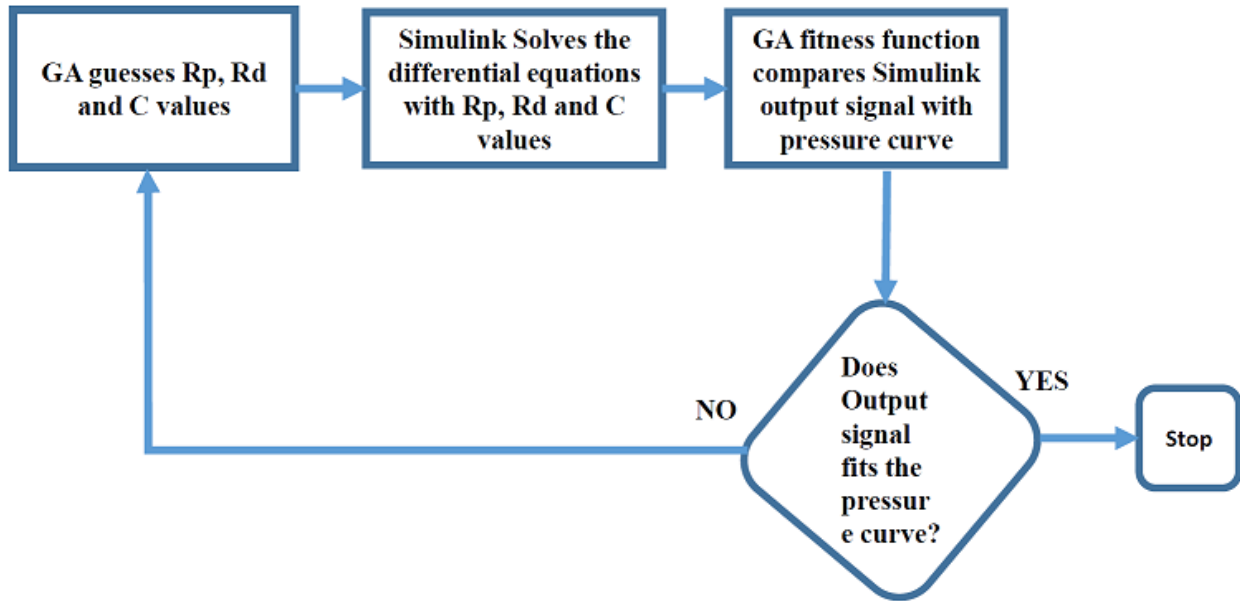 GA guesses Rp, Rd
and C values
Simulink Solves the
differential equations
with Rp, Rd and C
values
GA fitness function
compares Simulink
output signal with
pressure curve
Does
Output
signal
fits the
pressur
e curve?
NO
YES
Stop